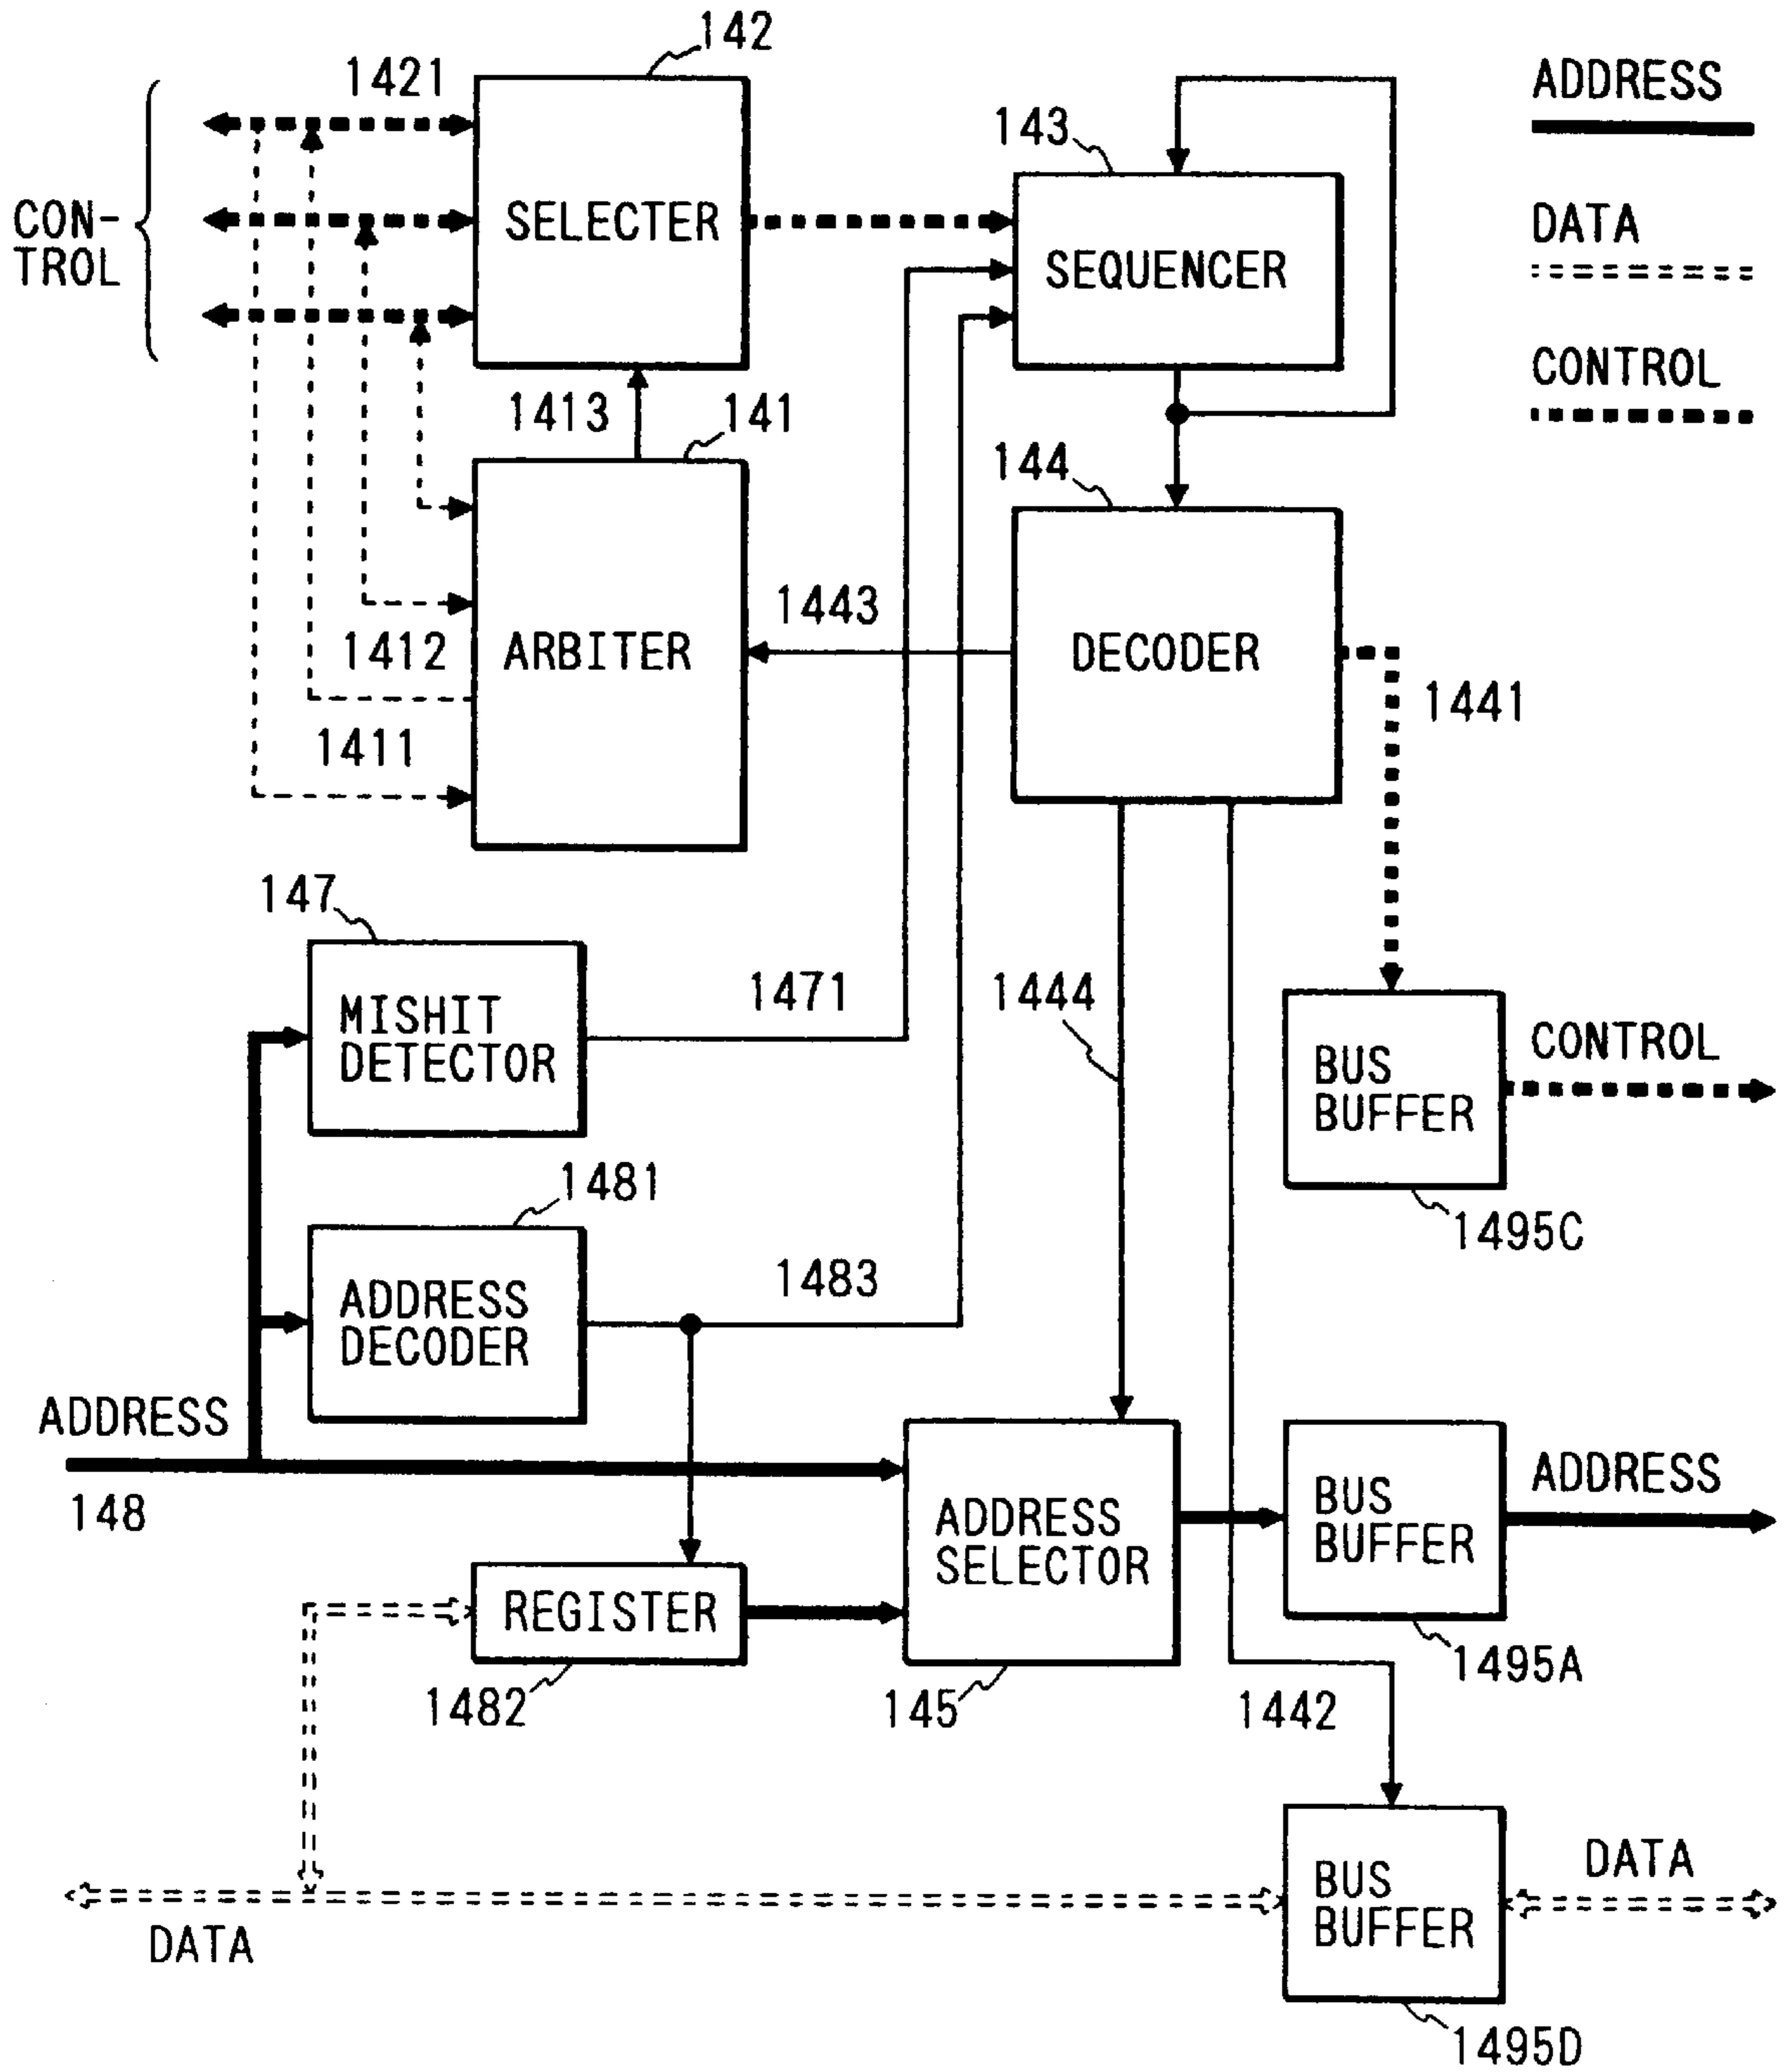 142
1421
ADDRESS
143
CON-
TROL
SELECTER
SEQUENCER
DATA
CONTROL
1413
141
144
1443
1412
ARBITER
DECODER
1441
1411
147
1471
1444
MISHIT
DETECTOR
BUS
BUFFER
CONTROL
1481
1495C
1483
ADDRESS
DECODER
ADDRESS
148
ADDRESS
SELECTOR
BUS
BUFFER
ADDRESS
REGISTER
1482
145
1442
1495A
DATA
BUS
BUFFER
DATA
1495D